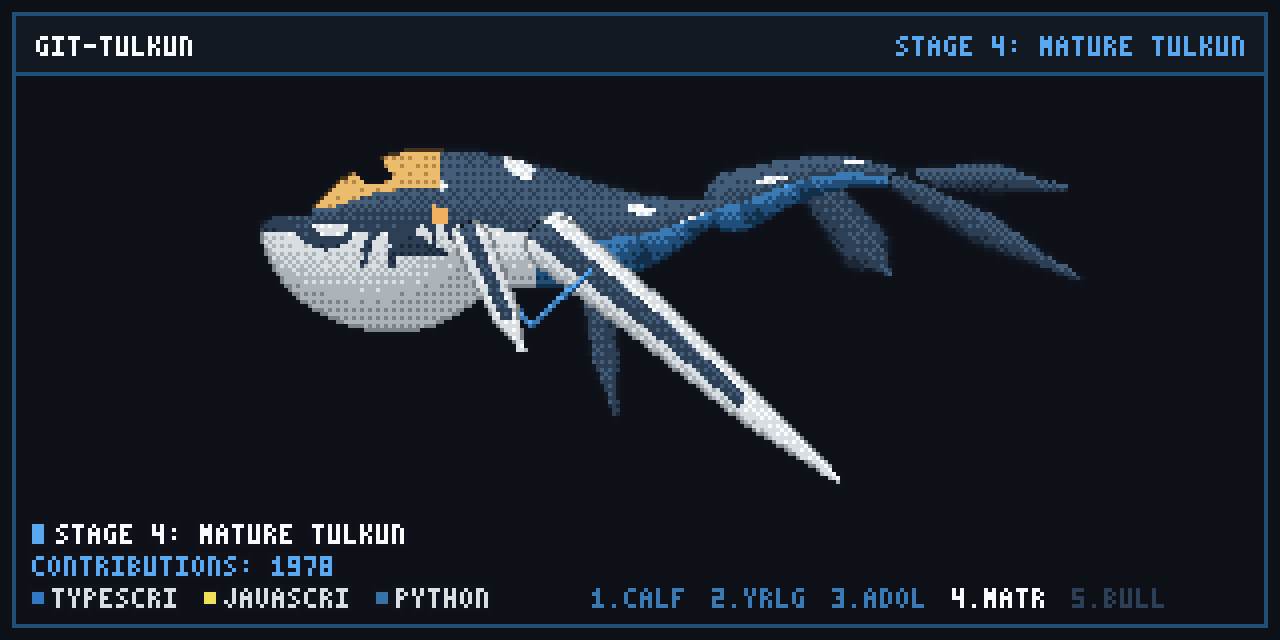 GIT-TULKUN
STAGE 4: MATURE TULKUN
STAGE 4: MATURE TULKUN
CONTRIBUTIONS: 1978
TYPESCRI JAVASCRI PYTHON 1.CALF 2.YRLG 3.ADOL 4.MATR 5.BULL